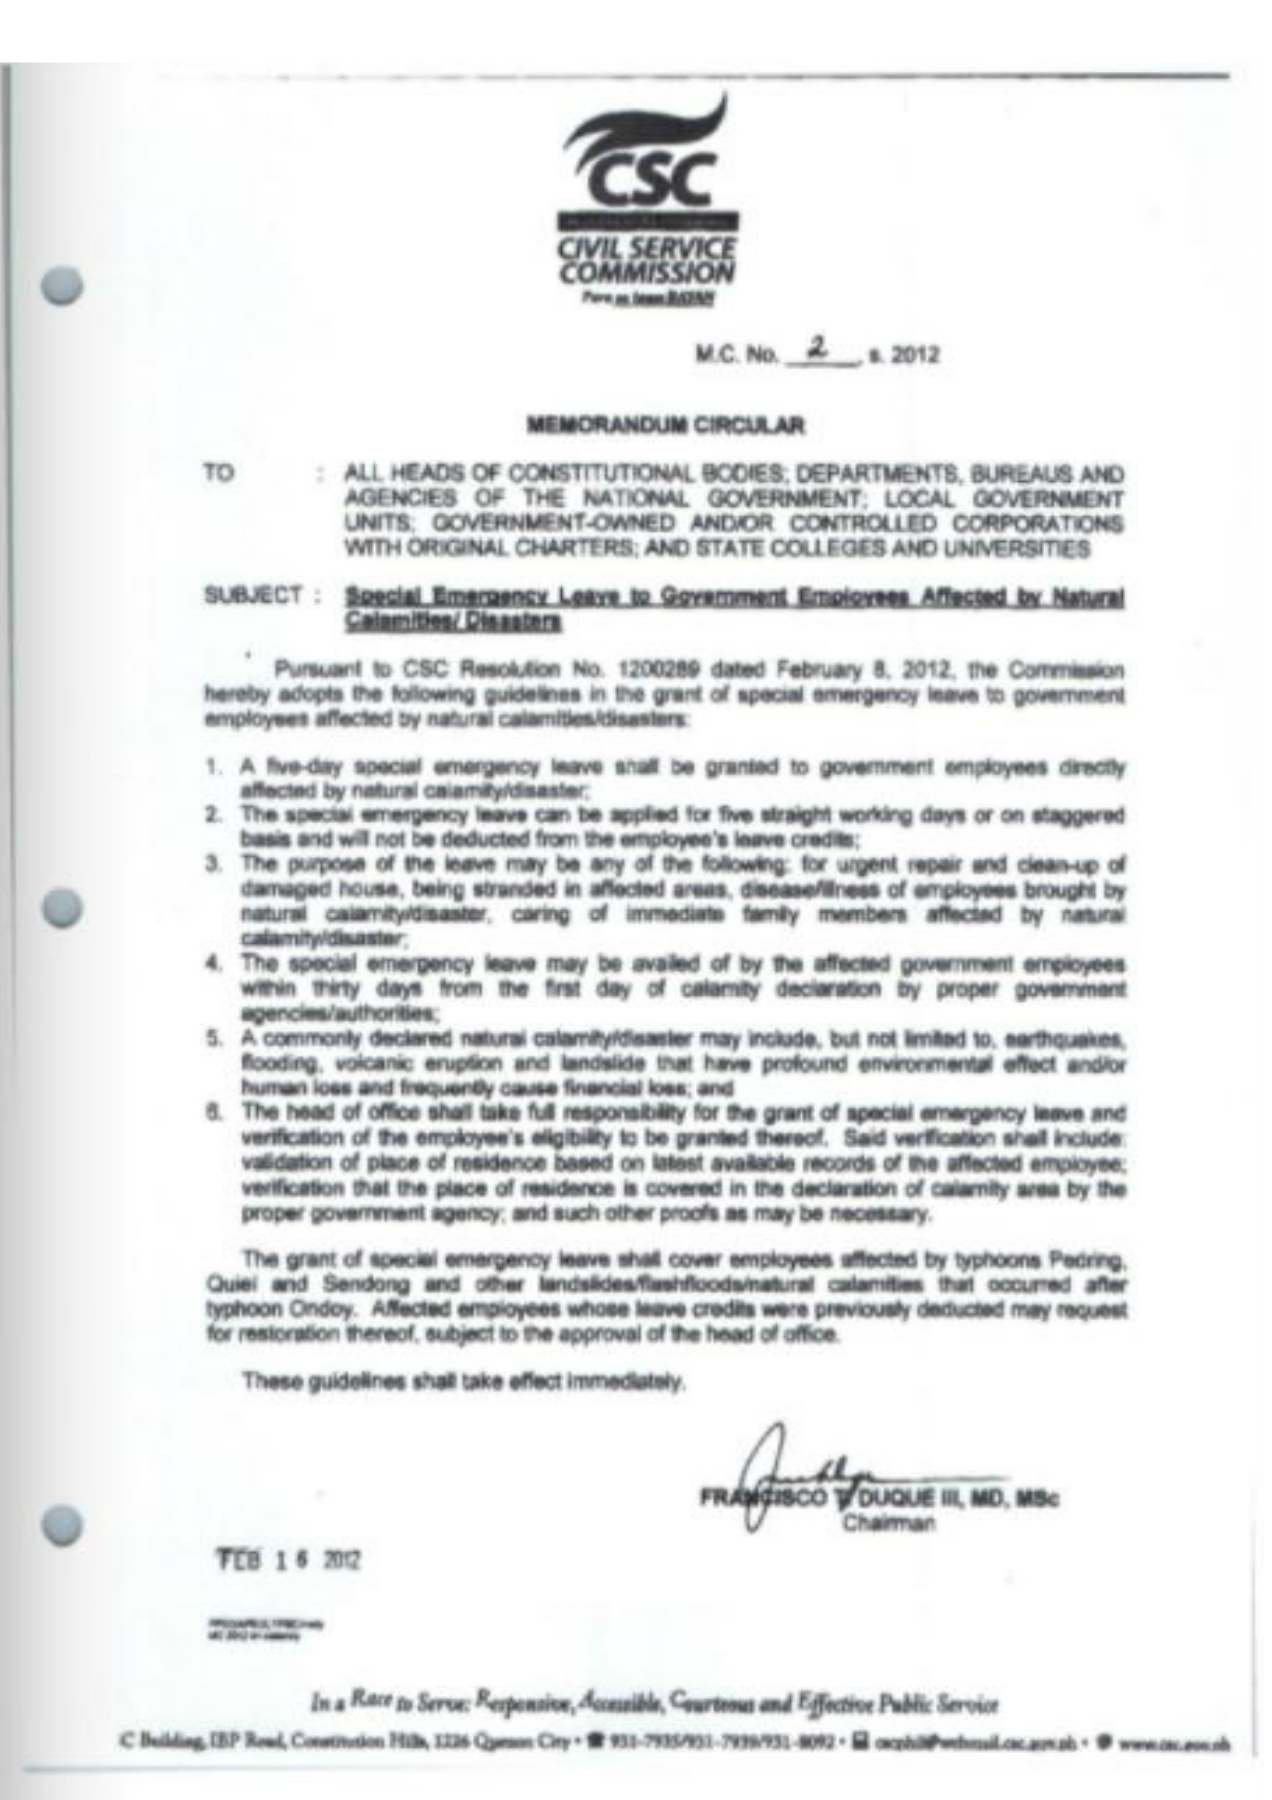 CSC
CIVIL SERVICE
COMMISSION
M.C. No. 2, s. 2012
MEMORANDUM CIRCULAR
TO : ALL HEADS OF CONSTITUTIONAL BODIES; DEPARTMENTS, BUREAUS AND
AGENCIES OF THE NATIONAL GOVERNMENT; LOCAL GOVERNMENT
UNITS; GOVERNMENT-OWNED AND/OR CONTROLLED CORPORATIONS
WITH ORIGINAL CHARTERS; AND STATE COLLEGES AND UNIVERSITIES
SUBJECT : Special Emergency Leave to Government Employees Affected by Natural
Calamities/ Disasters
Pursuant to CSC Resolution No. 1200289 dated February 8, 2012, the Commission
hereby adopts the following guidelines in the grant of special emergency leave to government
employees affected by natural calamities/disasters:
1. A five-day special emergency leave shall be granted to government employees directly
affected by natural calamity/disaster;
2. The special emergency leave can be applied for five straight working days or on staggered
basis and will not be deducted from the employee's leave credits;
3. The purpose of the leave may be any of the following: for urgent repair and clean-up of
damaged house, being stranded in affected areas, disease/illness of employees brought by
natural calamity/disaster, caring of immediate family members affected by natural
calamity/disaster;
4. The special emergency leave may be availed of by the affected government employees
within thirty days from the first day of calamity declaration by proper government
agencies/authorities;
5. A commonly declared natural calamity/disaster may include, but not limited to, earthquakes,
flooding, volcanic eruption and landslide that have profound environmental effect and/or
human loss and frequently cause financial loss; and
6. The head of office shall take full responsibility for the grant of special emergency leave and
verification of the employee's eligibility to be granted thereof. Said verification shall include:
validation of place of residence based on latest available records of the affected employee;
verification that the place of residence is covered in the declaration of calamity area by the
proper government agency; and such other proofs as may be necessary.
The grant of special emergency leave shall cover employees affected by typhoons Pedring,
Quiel and Sendong and other landslides/flashfloods/natural calamities that occurred after
typhoon Ondoy. Affected employees whose leave credits were previously deducted may request
for restoration thereof, subject to the approval of the head of office.
These guidelines shall take effect immediately.
FRANCISCO T. DUQUE III, MD, MSc
Chairman
FEB 16 2012
In a Race to Serve: Responsive, Accessible, Courteous and Effective Public Service
C Building, IBP Road, Constitution Hills, 1226 Quezon City • ☎ 931-7935/931-7939/931-8092 • • www.csc.gov.ph